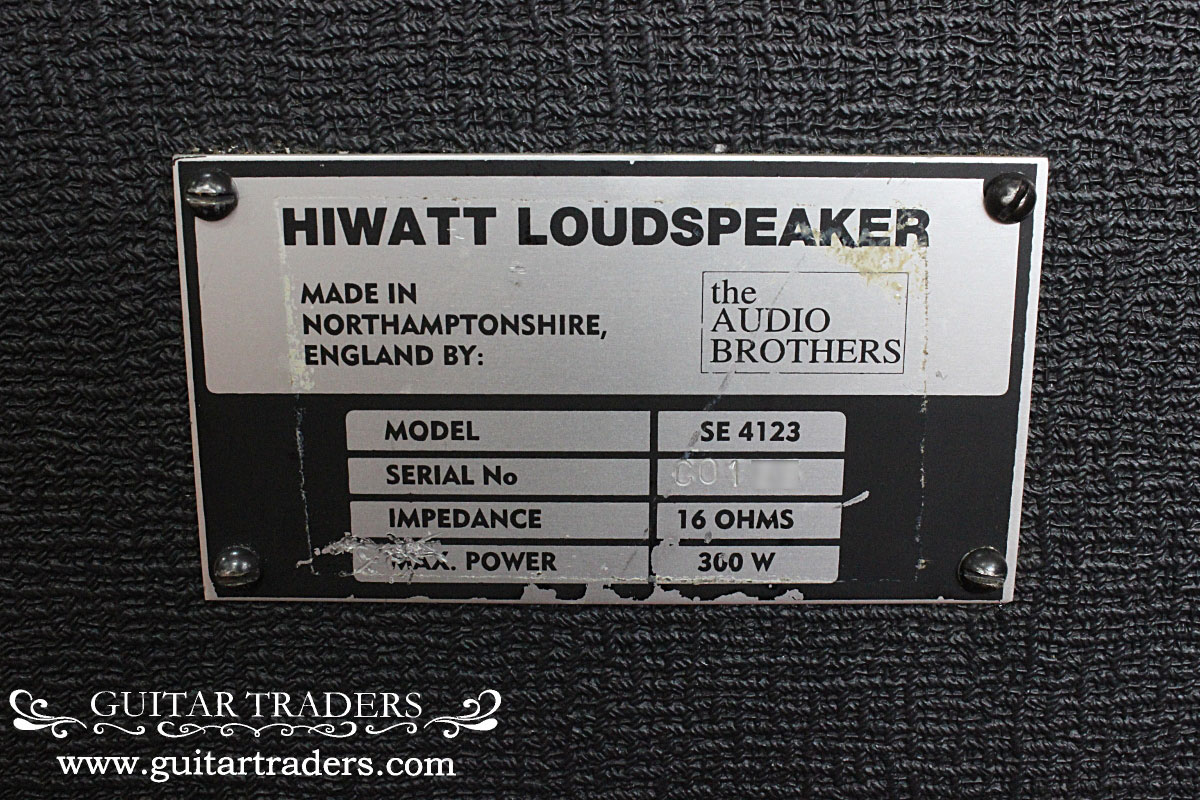 HIWATT LOUDSPEAKER
MADE IN
NORTHAMPTONSHIRE,
ENGLAND BY:
the
AUDIO
BROTHERS
MODEL SE 4123
SERIAL No
IMPEDANCE 16 OHMS
MAX. POWER 300 W
GUITAR TRADERS
www.guitartraders.com